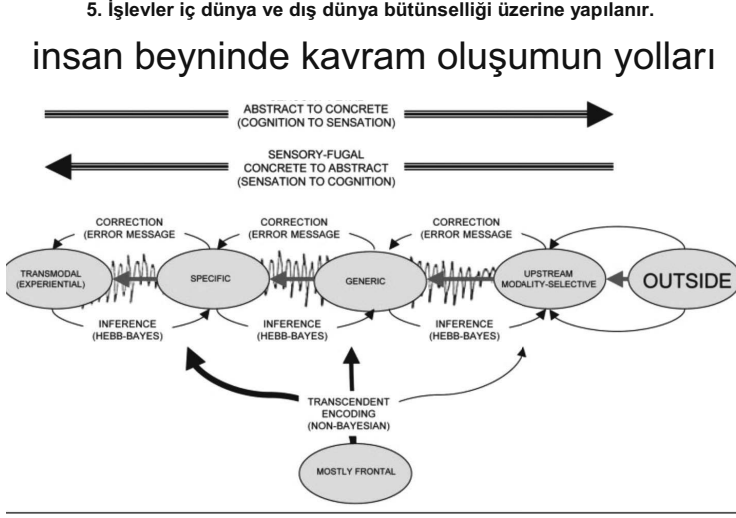 5. İşlevler iç dünya ve dış dünya bütünselliği üzerine yapılanır.
insan beyninde kavram oluşumun yolları
ABSTRACT TO CONCRETE
(COGNITION TO SENSATION)
SENSORY-FUGAL
CONCRETE TO ABSTRACT
(SENSATION TO COGNITION)
CORRECTION
(ERROR MESSAGE
CORRECTION
(ERROR MESSAGE
CORRECTION
(ERROR MESSAGE
TRANSMODAL
(EXPERIENTIAL)
SPECIFIC
GENERIC
UPSTREAM
MODALITY-SELECTIVE
OUTSIDE
INFERENCE
(HEBB-BAYES)
INFERENCE
(HEBB-BAYES)
INFERENCE
(HEBB-BAYES)
TRANSCENDENT
ENCODING
(NON-BAYESIAN)
MOSTLY FRONTAL